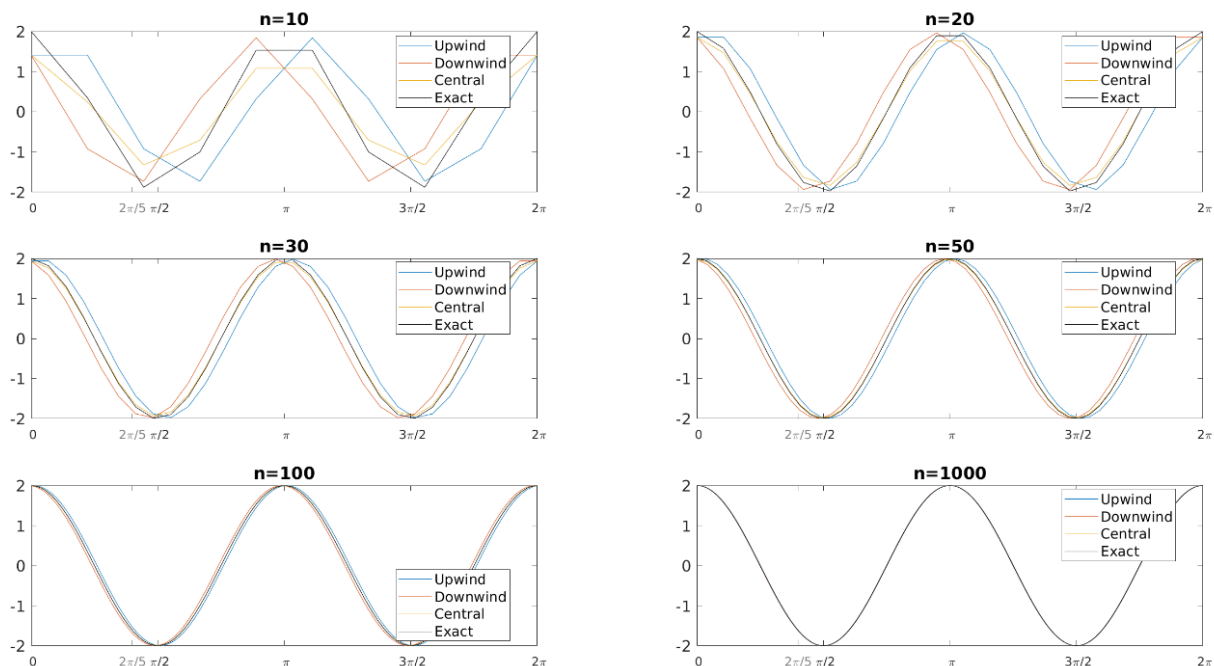 n=10
2
1
0
-1
-2
0 2π/5 π/2 π 3π/2 2π
Upwind
Downwind
Central
Exact
n=20
2
1
0
-1
-2
0 2π/5 π/2 π 3π/2 2π
Upwind
Downwind
Central
Exact
n=30
2
1
0
-1
-2
0 2π/5 π/2 π 3π/2 2π
Upwind
Downwind
Central
Exact
n=50
2
1
0
-1
-2
0 2π/5 π/2 π 3π/2 2π
Upwind
Downwind
Central
Exact
n=100
2
1
0
-1
-2
0 2π/5 π/2 π 3π/2 2π
Upwind
Downwind
Central
Exact
n=1000
2
1
0
-1
-2
0 2π/5 π/2 π 3π/2 2π
Upwind
Downwind
Central
Exact